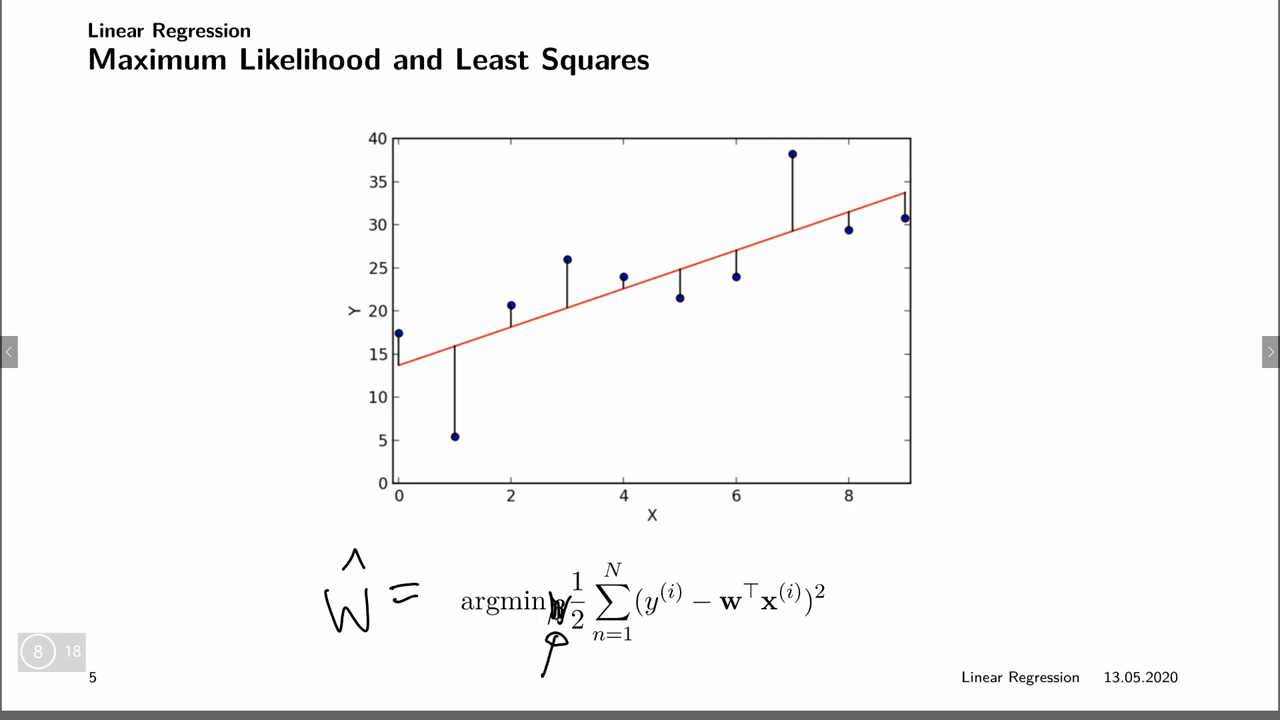 Linear Regression
Maximum Likelihood and Least Squares
40
35
30
25
20
15
10
5
0
Y
0 2 4 6 8
X
ŵ = argmin_w 1/2 ∑_{n=1}^{N} (y^{(i)} − w^⊤x^{(i)})^2
8 18
5
Linear Regression 13.05.2020